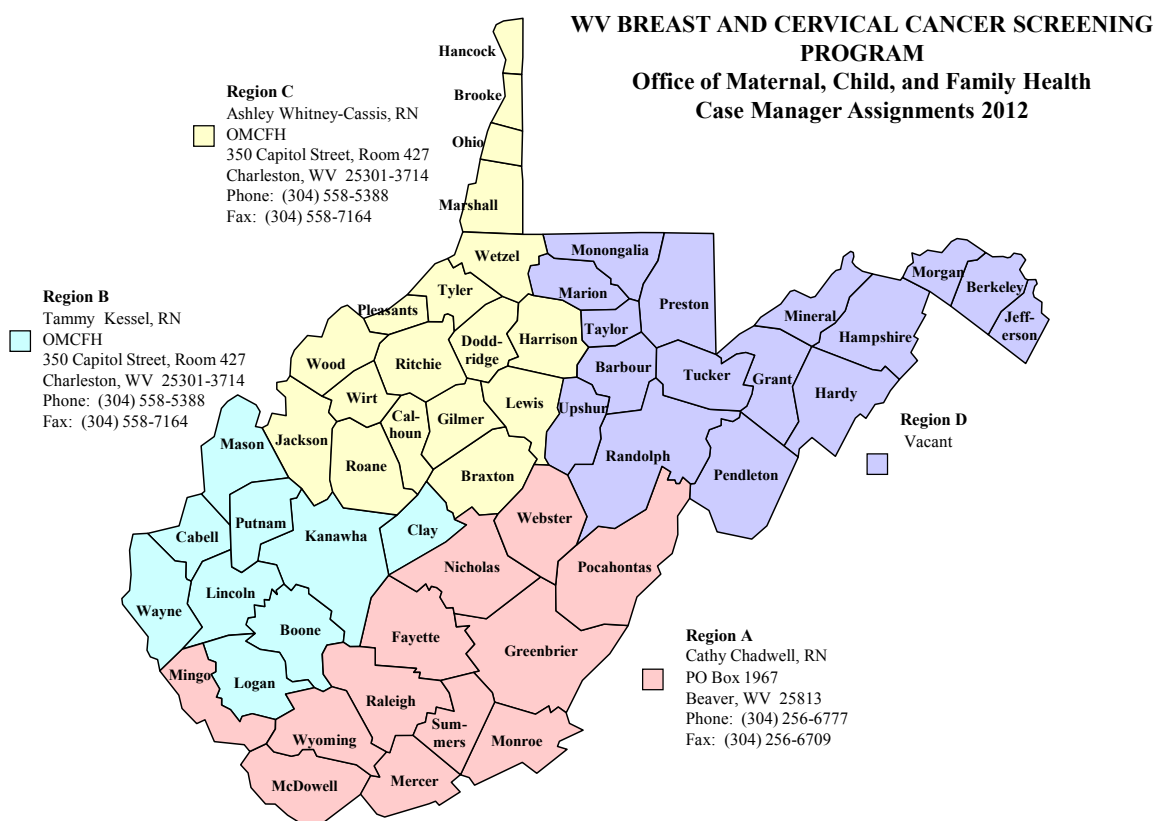 WV BREAST AND CERVICAL CANCER SCREENING
PROGRAM
Office of Maternal, Child, and Family Health
Case Manager Assignments 2012
Region C
Ashley Whitney-Cassis, RN
OMCFH
350 Capitol Street, Room 427
Charleston, WV 25301-3714
Phone: (304) 558-5388
Fax: (304) 558-7164
Region B
Tammy Kessel, RN
OMCFH
350 Capitol Street, Room 427
Charleston, WV 25301-3714
Phone: (304) 558-5388
Fax: (304) 558-7164
Hancock
Brooke
Ohio
Marshall
Wetzel
Monongalia
Marion
Preston
Morgan
Berkeley
Jeff-
erson
Tyler
Pleasants
Mineral
Hampshire
Taylor
Wood
Ritchie
Dodd-
ridge
Harrison
Barbour
Tucker
Grant
Hardy
Wirt
Cal-
houn
Gilmer
Lewis
Upshur
Mason
Jackson
Roane
Braxton
Randolph
Pendleton
Region D
Vacant
Cabell
Putnam
Kanawha
Clay
Webster
Nicholas
Pocahontas
Wayne
Lincoln
Boone
Fayette
Greenbrier
Mingo
Logan
Raleigh
Sum-
mers
Monroe
Wyoming
McDowell
Mercer
Region A
Cathy Chadwell, RN
PO Box 1967
Beaver, WV 25813
Phone: (304) 256-6777
Fax: (304) 256-6709